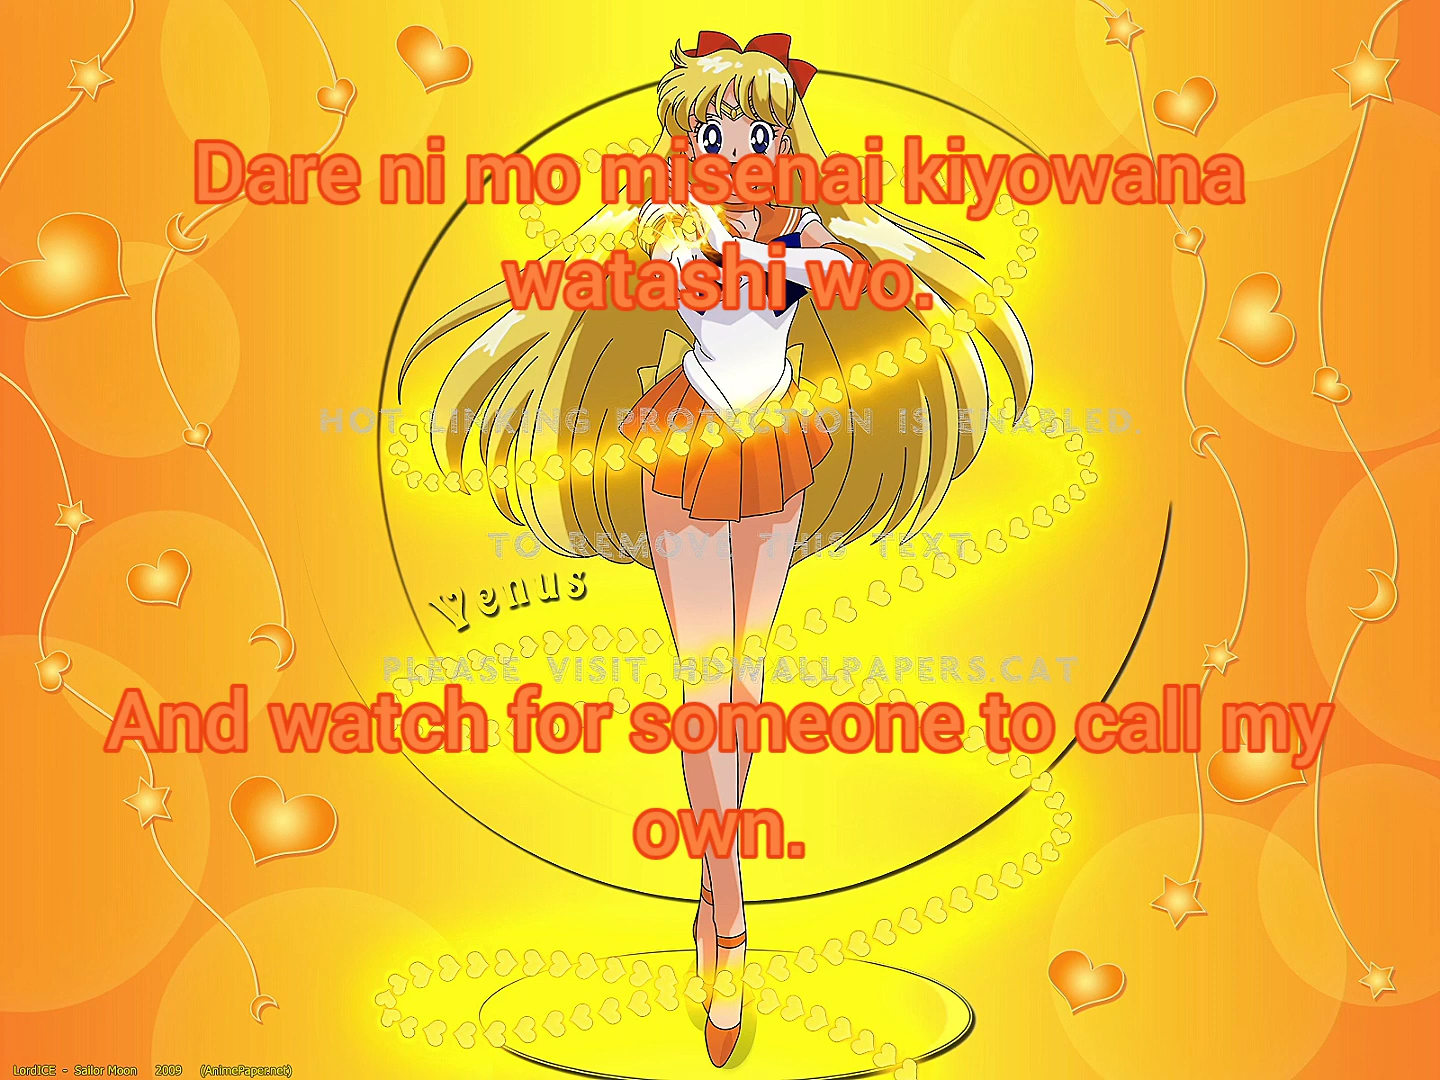 Dare ni mo misenai kiyowana
watashi wo.
HOT LINKING PROTECTION IS ENABLED.
TO REMOVE THIS TEXT
Venus
PLEASE VISIT HDWALLPAPERS.CAT
And watch for someone to call my
own.
LordICE - Sailor Moon 2009 (AnimePaper.net)